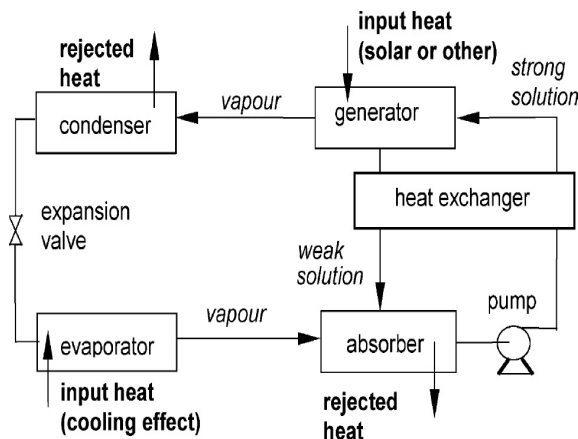 rejected
heat
input heat
(solar or other)
strong
solution
condenser
vapour
generator
heat exchanger
expansion
valve
weak
solution
pump
vapour
evaporator
absorber
input heat
(cooling effect)
rejected
heat